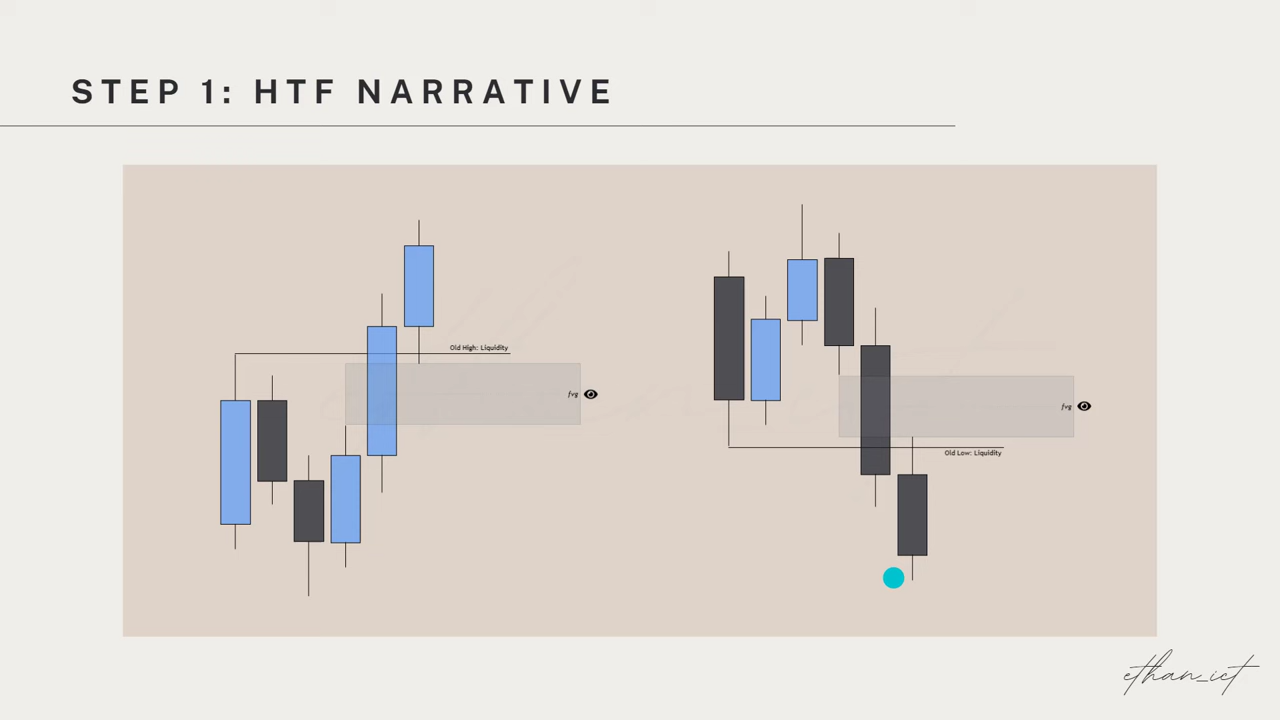 STEP 1: HTF NARRATIVE
Old High: Liquidity
fvg
fvg
Old Low: Liquidity
ethan_ict